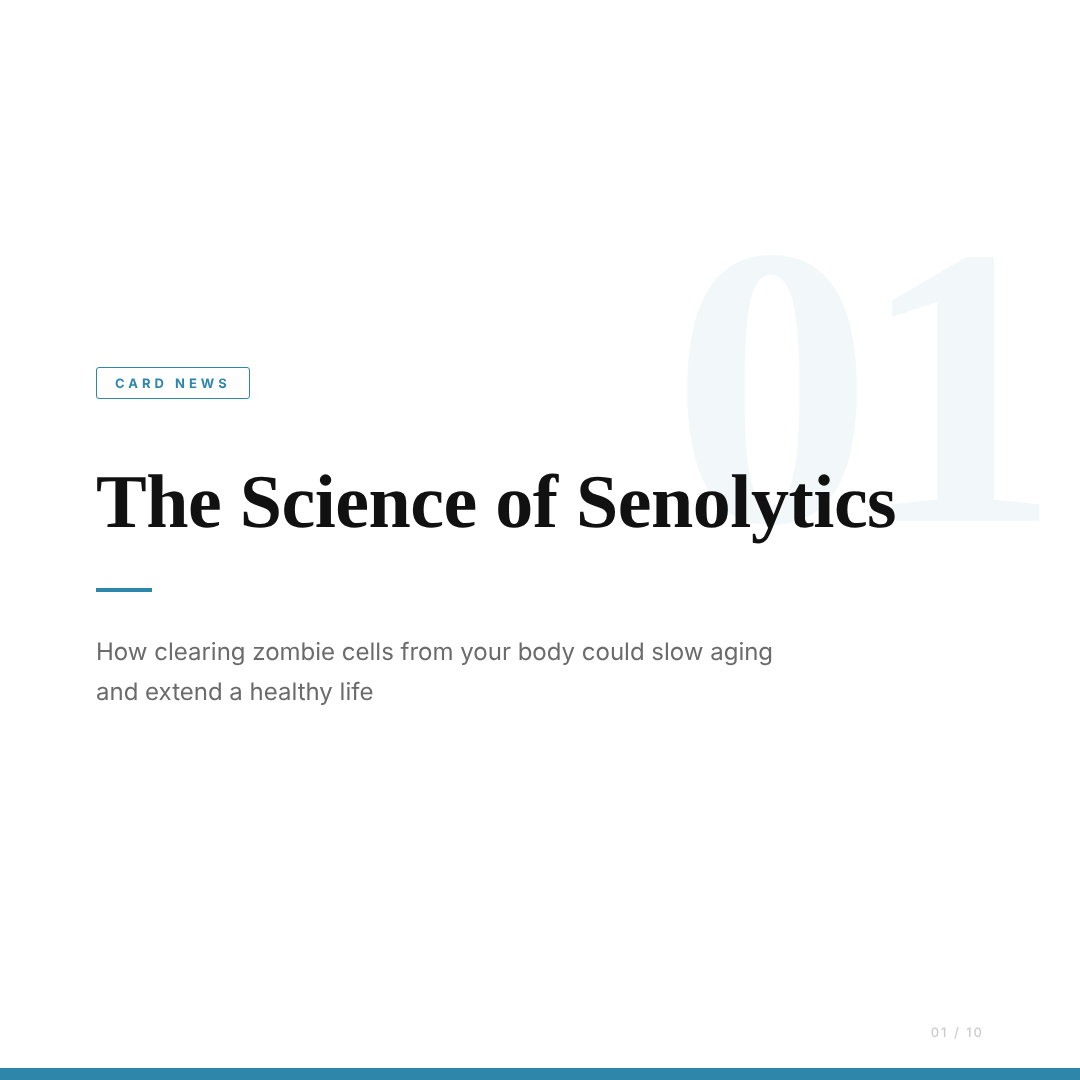 01
CARD NEWS
The Science of Senolytics
How clearing zombie cells from your body could slow aging
and extend a healthy life
01 / 10